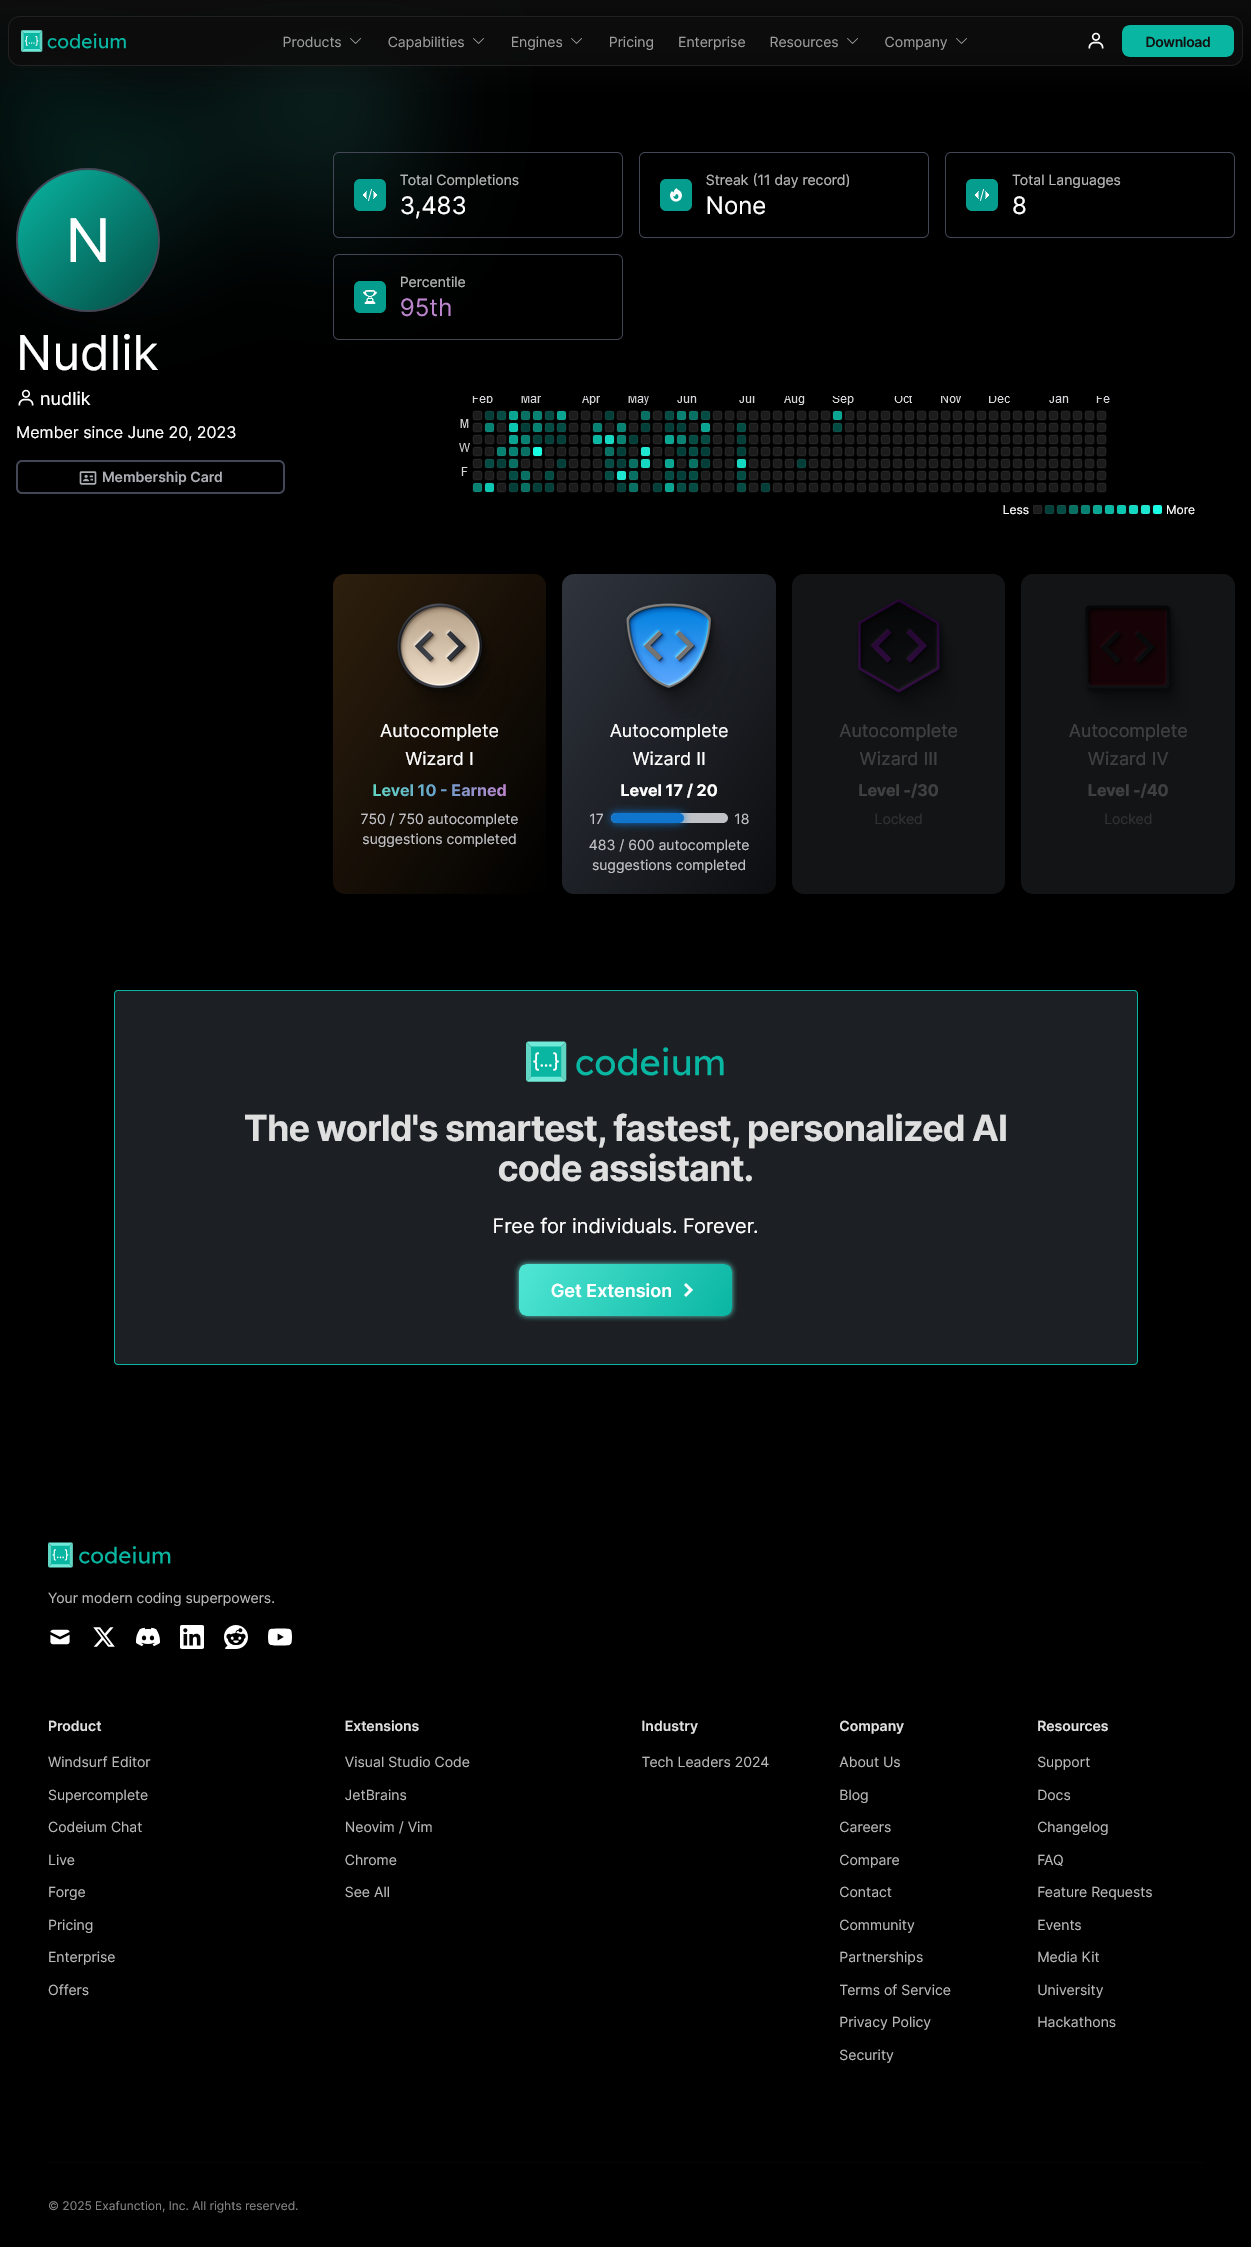 codeium
Products
Capabilities
Engines
Pricing
Enterprise
Resources
Company
Download
N
Nudlik
nudlik
Member since June 20, 2023
Membership Card
Total Completions
3,483
Streak (11 day record)
None
Total Languages
8
Percentile
95th
Feb Mar Apr May Jun Jul Aug Sep Oct Nov Dec Jan Fe
M
W
F
Less More
Autocomplete
Wizard I
Level 10 - Earned
750 / 750 autocomplete
suggestions completed
Autocomplete
Wizard II
Level 17 / 20
17 18
483 / 600 autocomplete
suggestions completed
Autocomplete
Wizard III
Level -/30
Locked
Autocomplete
Wizard IV
Level -/40
Locked
{...} codeium
The world's smartest, fastest, personalized AI
code assistant.
Free for individuals. Forever.
Get Extension
{...} codeium
Your modern coding superpowers.
Product
Windsurf Editor
Supercomplete
Codeium Chat
Live
Forge
Pricing
Enterprise
Offers
Extensions
Visual Studio Code
JetBrains
Neovim / Vim
Chrome
See All
Industry
Tech Leaders 2024
Company
About Us
Blog
Careers
Compare
Contact
Community
Partnerships
Terms of Service
Privacy Policy
Security
Resources
Support
Docs
Changelog
FAQ
Feature Requests
Events
Media Kit
University
Hackathons
© 2025 Exafunction, Inc. All rights reserved.